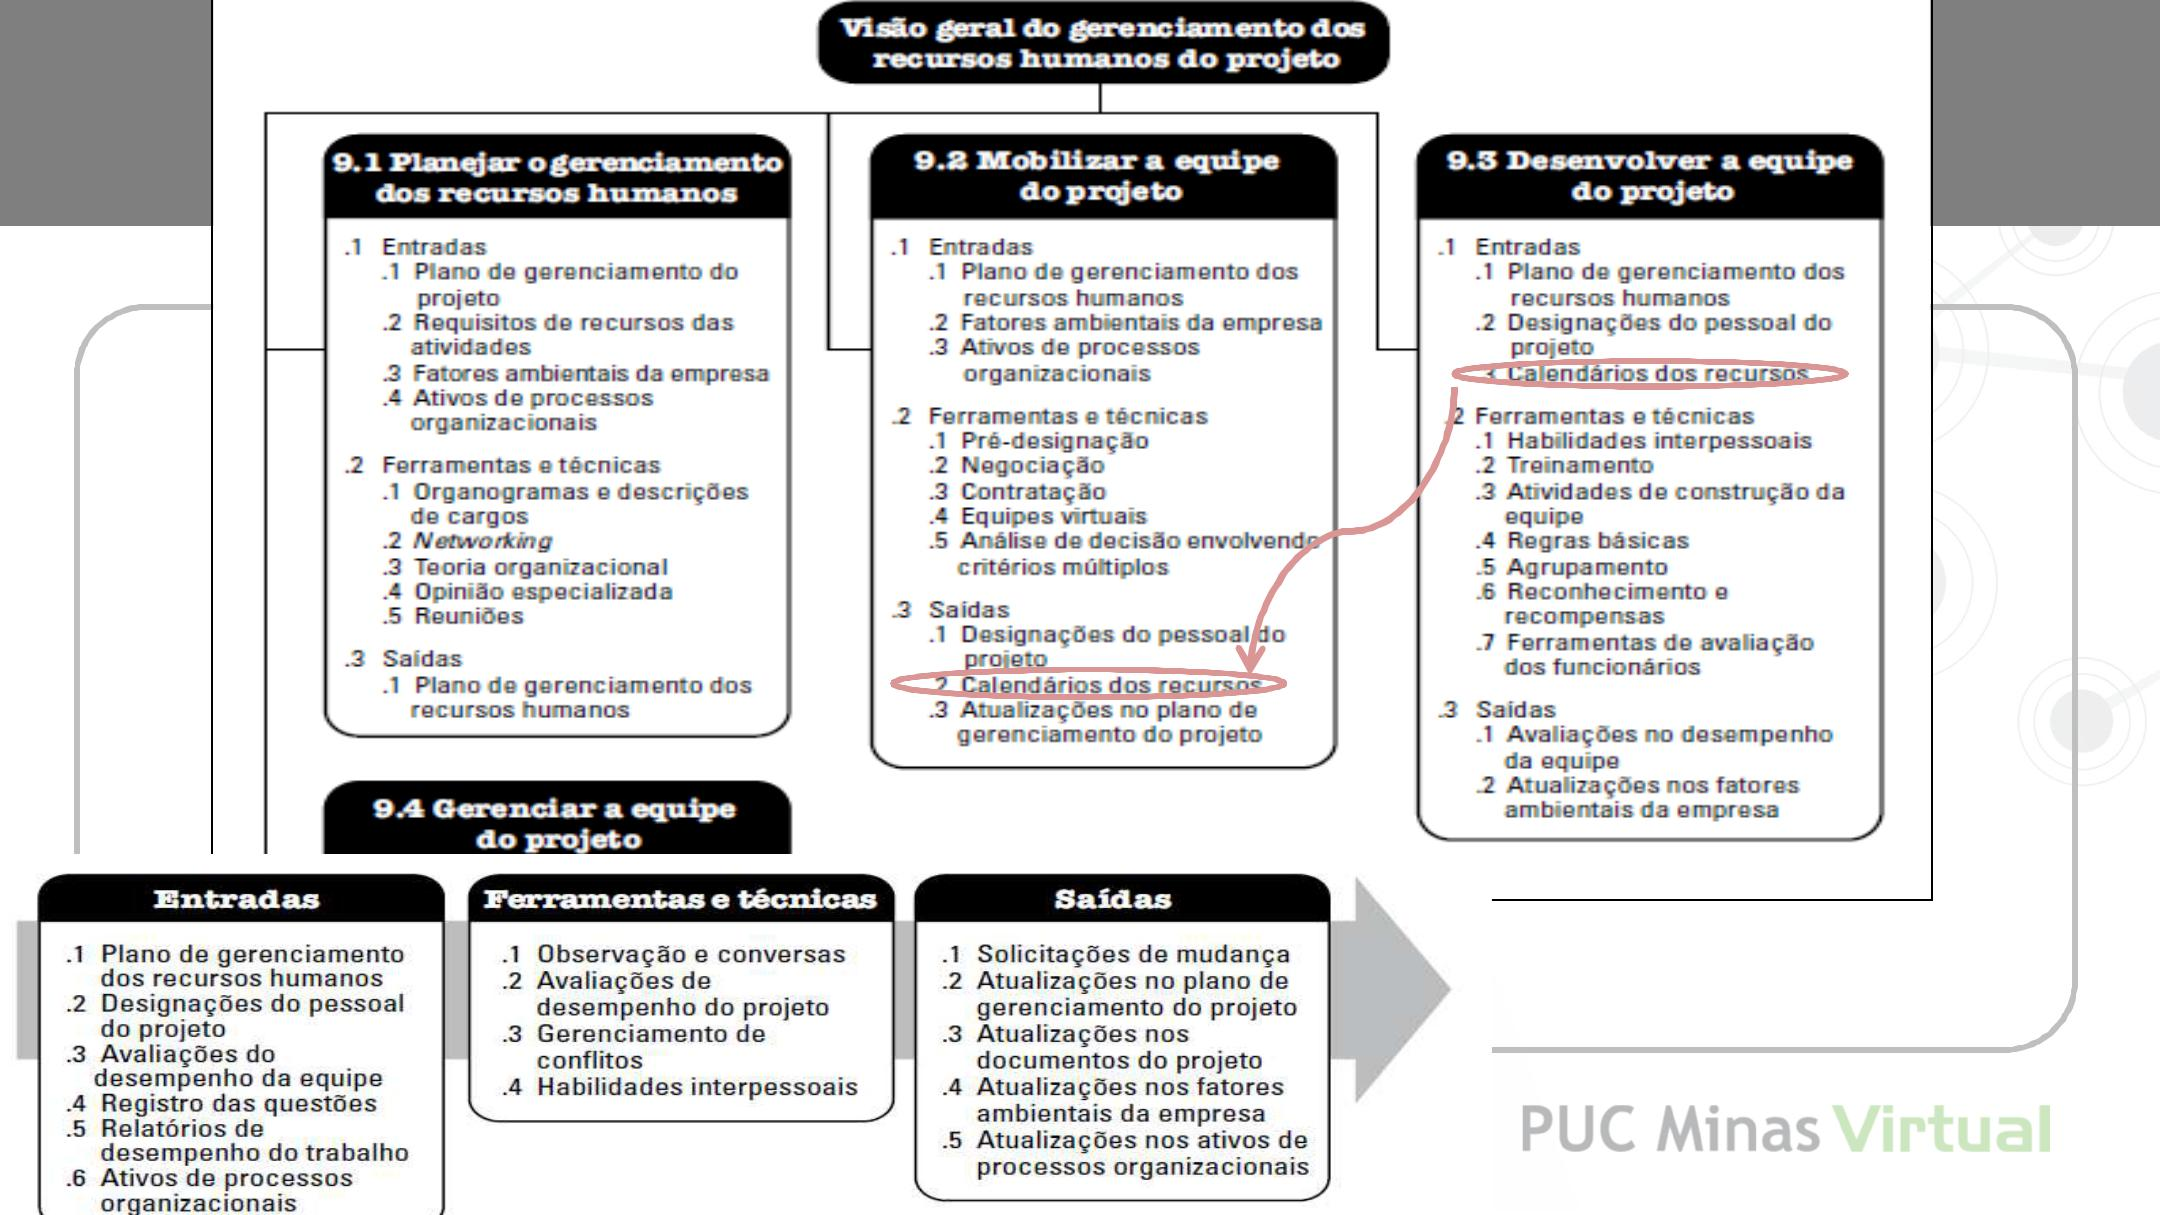 Visão geral do gerenciamento dos
recursos humanos do projeto
9.1 Planejar o gerenciamento
dos recursos humanos
.1 Entradas
.1 Plano de gerenciamento do
projeto
.2 Requisitos de recursos das
atividades
.3 Fatores ambientais da empresa
.4 Ativos de processos
organizacionais
.2 Ferramentas e técnicas
.1 Organogramas e descrições
de cargos
.2 Networking
.3 Teoria organizacional
.4 Opinião especializada
.5 Reuniões
.3 Saídas
.1 Plano de gerenciamento dos
recursos humanos
9.2 Mobilizar a equipe
do projeto
.1 Entradas
.1 Plano de gerenciamento dos
recursos humanos
.2 Fatores ambientais da empresa
.3 Ativos de processos
organizacionais
.2 Ferramentas e técnicas
.1 Pré-designação
.2 Negociação
.3 Contratação
.4 Equipes virtuais
.5 Análise de decisão envolvendo
critérios múltiplos
.3 Saídas
.1 Designações do pessoal do
projeto
.2 Calendários dos recursos
.3 Atualizações no plano de
gerenciamento do projeto
9.3 Desenvolver a equipe
do projeto
.1 Entradas
.1 Plano de gerenciamento dos
recursos humanos
.2 Designações do pessoal do
projeto
.3 Calendários dos recursos
.2 Ferramentas e técnicas
.1 Habilidades interpessoais
.2 Treinamento
.3 Atividades de construção da
equipe
.4 Regras básicas
.5 Agrupamento
.6 Reconhecimento e
recompensas
.7 Ferramentas de avaliação
dos funcionários
.3 Saídas
.1 Avaliações no desempenho
da equipe
.2 Atualizações nos fatores
ambientais da empresa
9.4 Gerenciar a equipe
do projeto
Entradas
.1 Plano de gerenciamento
dos recursos humanos
.2 Designações do pessoal
do projeto
.3 Avaliações do
desempenho da equipe
.4 Registro das questões
.5 Relatórios de
desempenho do trabalho
.6 Ativos de processos
organizacionais
Ferramentas e técnicas
.1 Observação e conversas
.2 Avaliações de
desempenho do projeto
.3 Gerenciamento de
conflitos
.4 Habilidades interpessoais
Saídas
.1 Solicitações de mudança
.2 Atualizações no plano de
gerenciamento do projeto
.3 Atualizações nos
documentos do projeto
.4 Atualizações nos fatores
ambientais da empresa
.5 Atualizações nos ativos de
processos organizacionais
PUC Minas Virtual